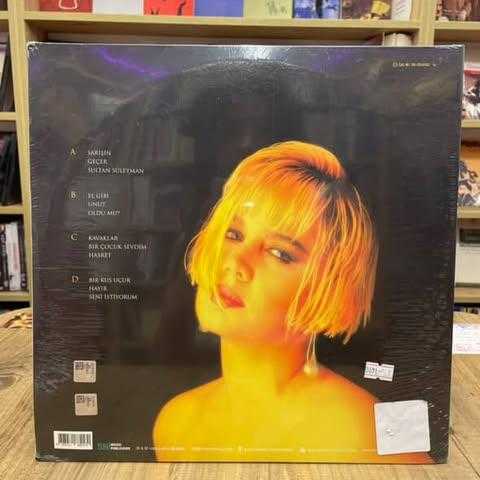 A
SARIŞIN
GEÇER
SULTAN SÜLEYMAN
B
EL GİBİ
UNUT
OLDU MU?
C
KAVAKLAR
BİR ÇOCUK SEVDİM
HASRET
D
BİR KUŞ UÇUR
HAYIR
SENİ İSTİYORUM